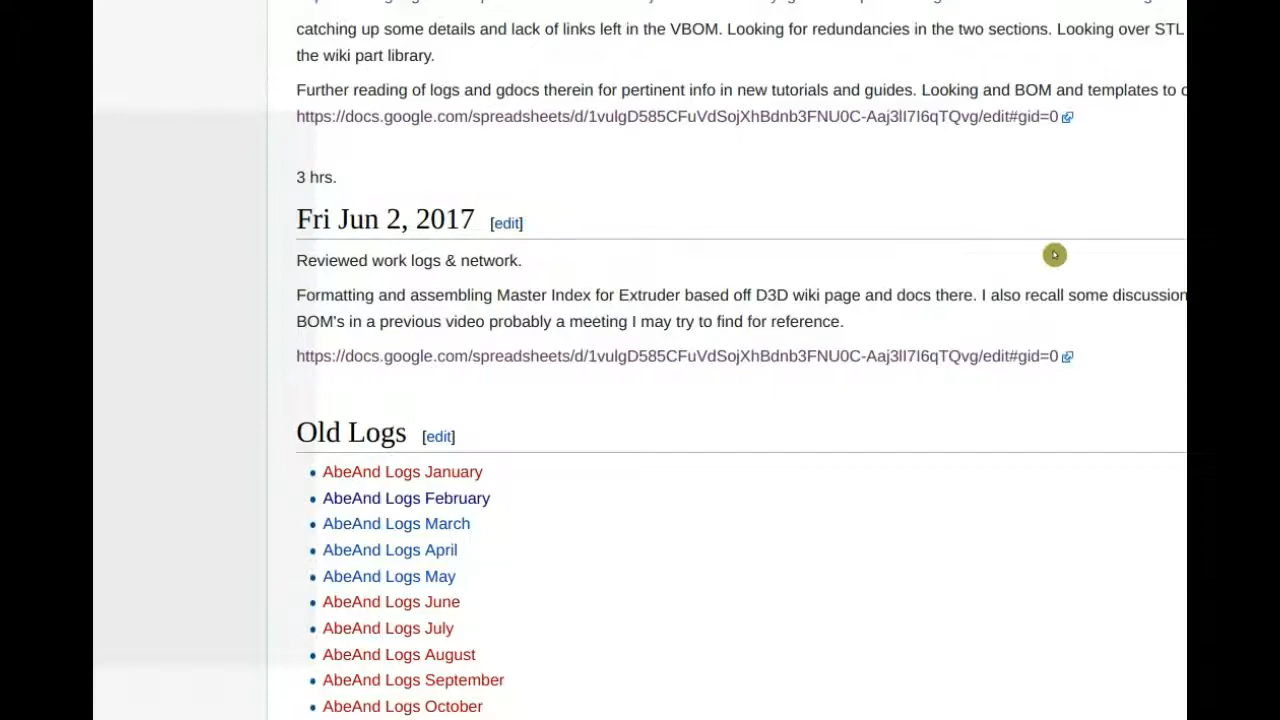 catching up some details and lack of links left in the VBOM. Looking for redundancies in the two sections. Looking over STL
the wiki part library.
Further reading of logs and gdocs therein for pertinent info in new tutorials and guides. Looking and BOM and templates to
https://docs.google.com/spreadsheets/d/1vulgD585CFuVdSojXhBdnb3FNU0C-Aaj3lI7I6qTQvg/edit#gid=0
3 hrs.
Fri Jun 2, 2017 [edit]
Reviewed work logs & network.
Formatting and assembling Master Index for Extruder based off D3D wiki page and docs there. I also recall some discussion
BOM's in a previous video probably a meeting I may try to find for reference.
https://docs.google.com/spreadsheets/d/1vulgD585CFuVdSojXhBdnb3FNU0C-Aaj3lI7I6qTQvg/edit#gid=0
Old Logs [edit]
AbeAnd Logs January
AbeAnd Logs February
AbeAnd Logs March
AbeAnd Logs April
AbeAnd Logs May
AbeAnd Logs June
AbeAnd Logs July
AbeAnd Logs August
AbeAnd Logs September
AbeAnd Logs October